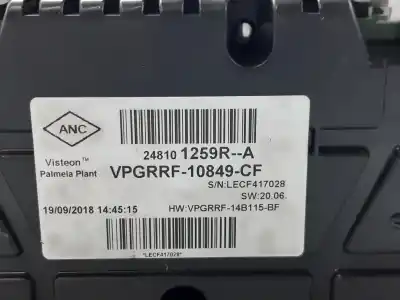 ANC
24810 1259R--A
Visteon™
Palmela Plant
VPGRRF-10849-CF
S/N:LECF417028
SW:20.06.
19/09/2018 14:45:15
HW:VPGRRF-14B115-BF
*LECF417028*